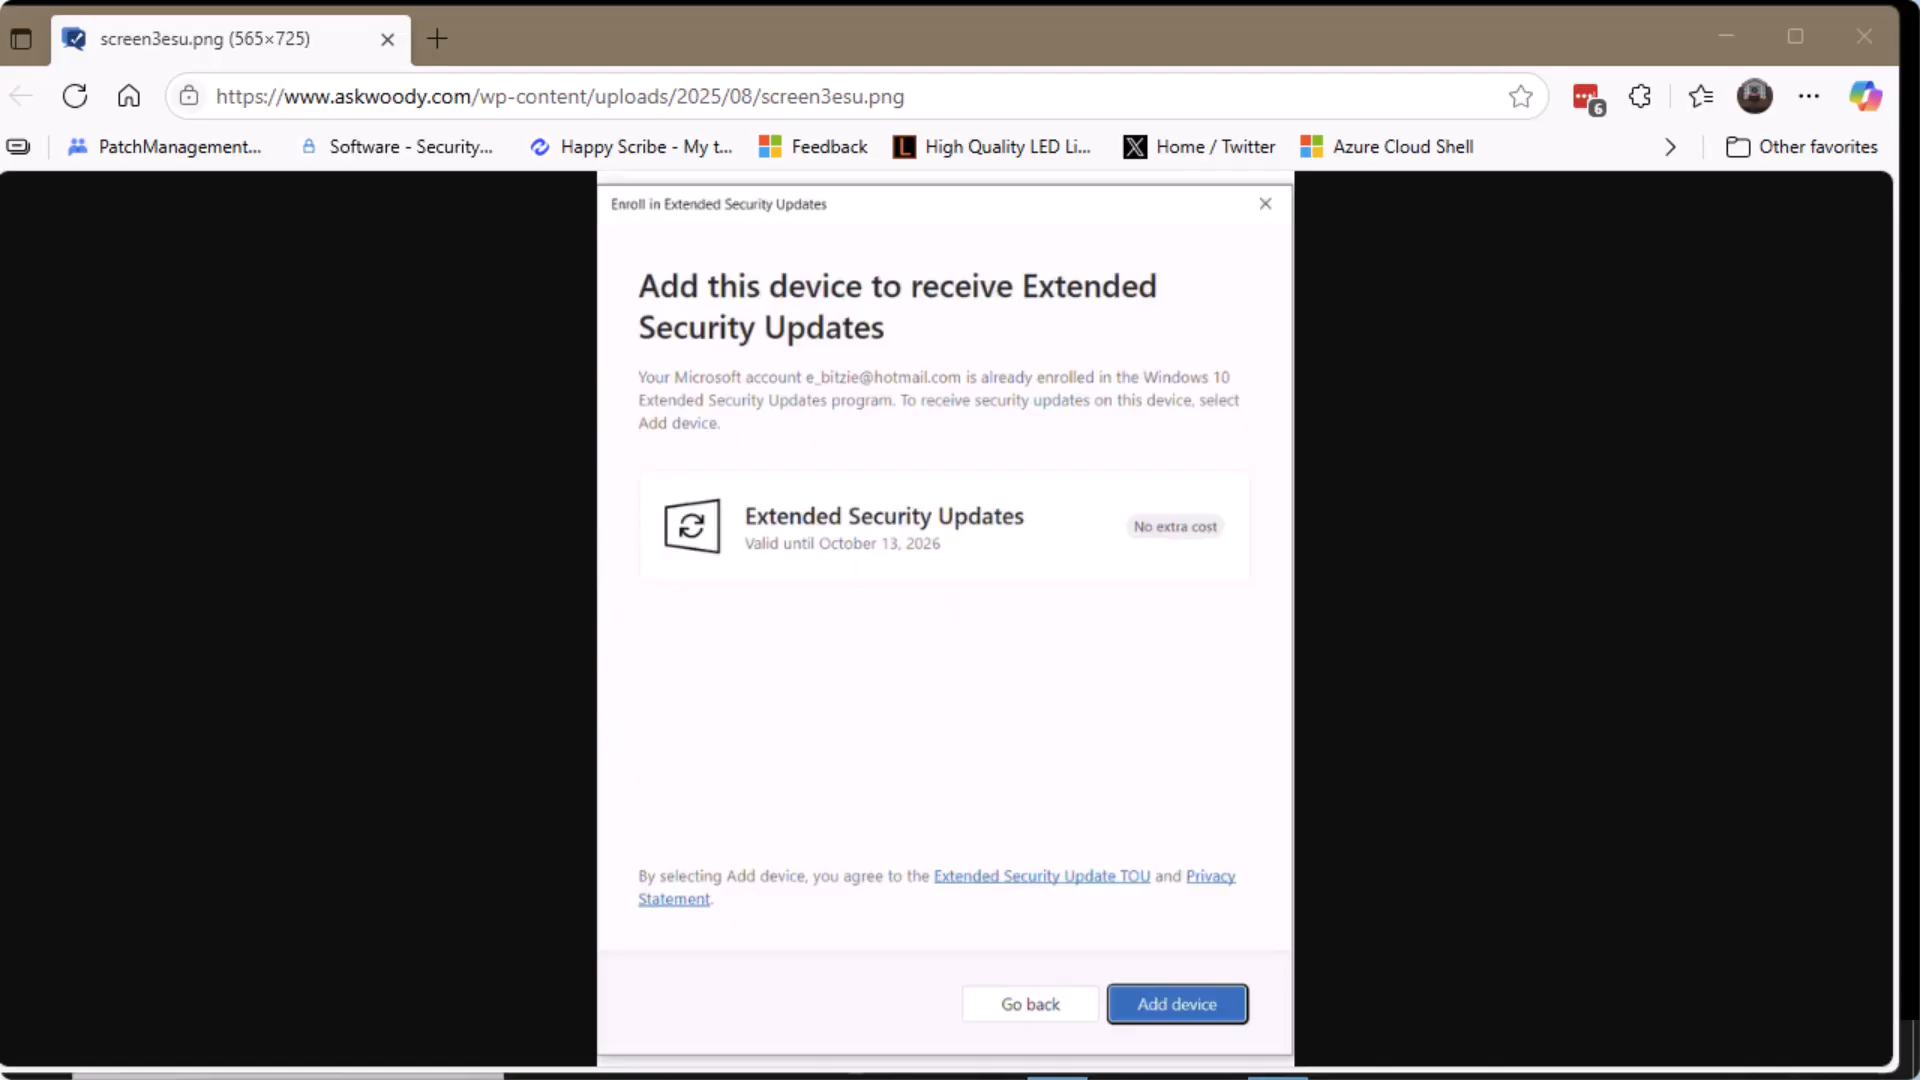 screen3esu.png (565×725)
https://www.askwoody.com/wp-content/uploads/2025/08/screen3esu.png
6
PatchManagement...
Software - Security...
Happy Scribe - My t...
Feedback
High Quality LED Li...
Home / Twitter
Azure Cloud Shell
Other favorites
Enroll in Extended Security Updates
Add this device to receive Extended
Security Updates
Your Microsoft account e_bitzie@hotmail.com is already enrolled in the Windows 10
Extended Security Updates program. To receive security updates on this device, select
Add device.
Extended Security Updates
No extra cost
Valid until October 13, 2026
By selecting Add device, you agree to the Extended Security Update TOU and Privacy
Statement.
Go back
Add device